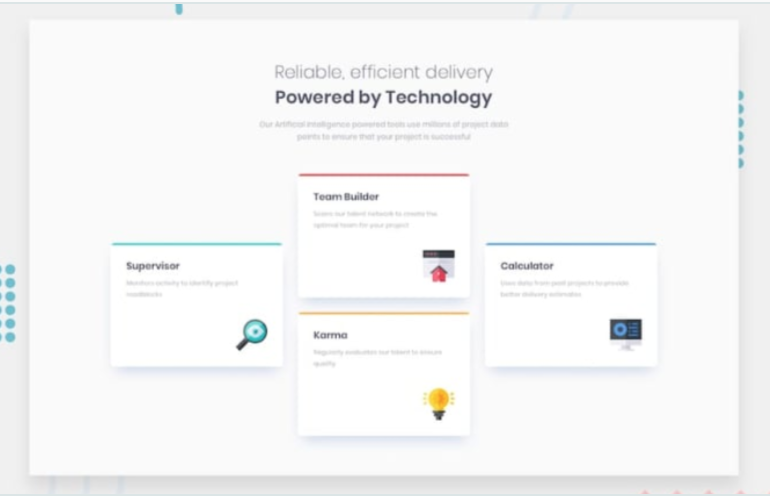 Reliable, efficient delivery
Powered by Technology
Our Artificial Intelligence powered tools use millions of project data
points to ensure that your project is successful
Team Builder
Scans our talent network to create the
optimal team for your project
Supervisor
Monitors activity to identify project
roadblocks
Calculator
Uses data from past projects to provide
better delivery estimates
Karma
Regularly evaluates our talent to ensure
quality